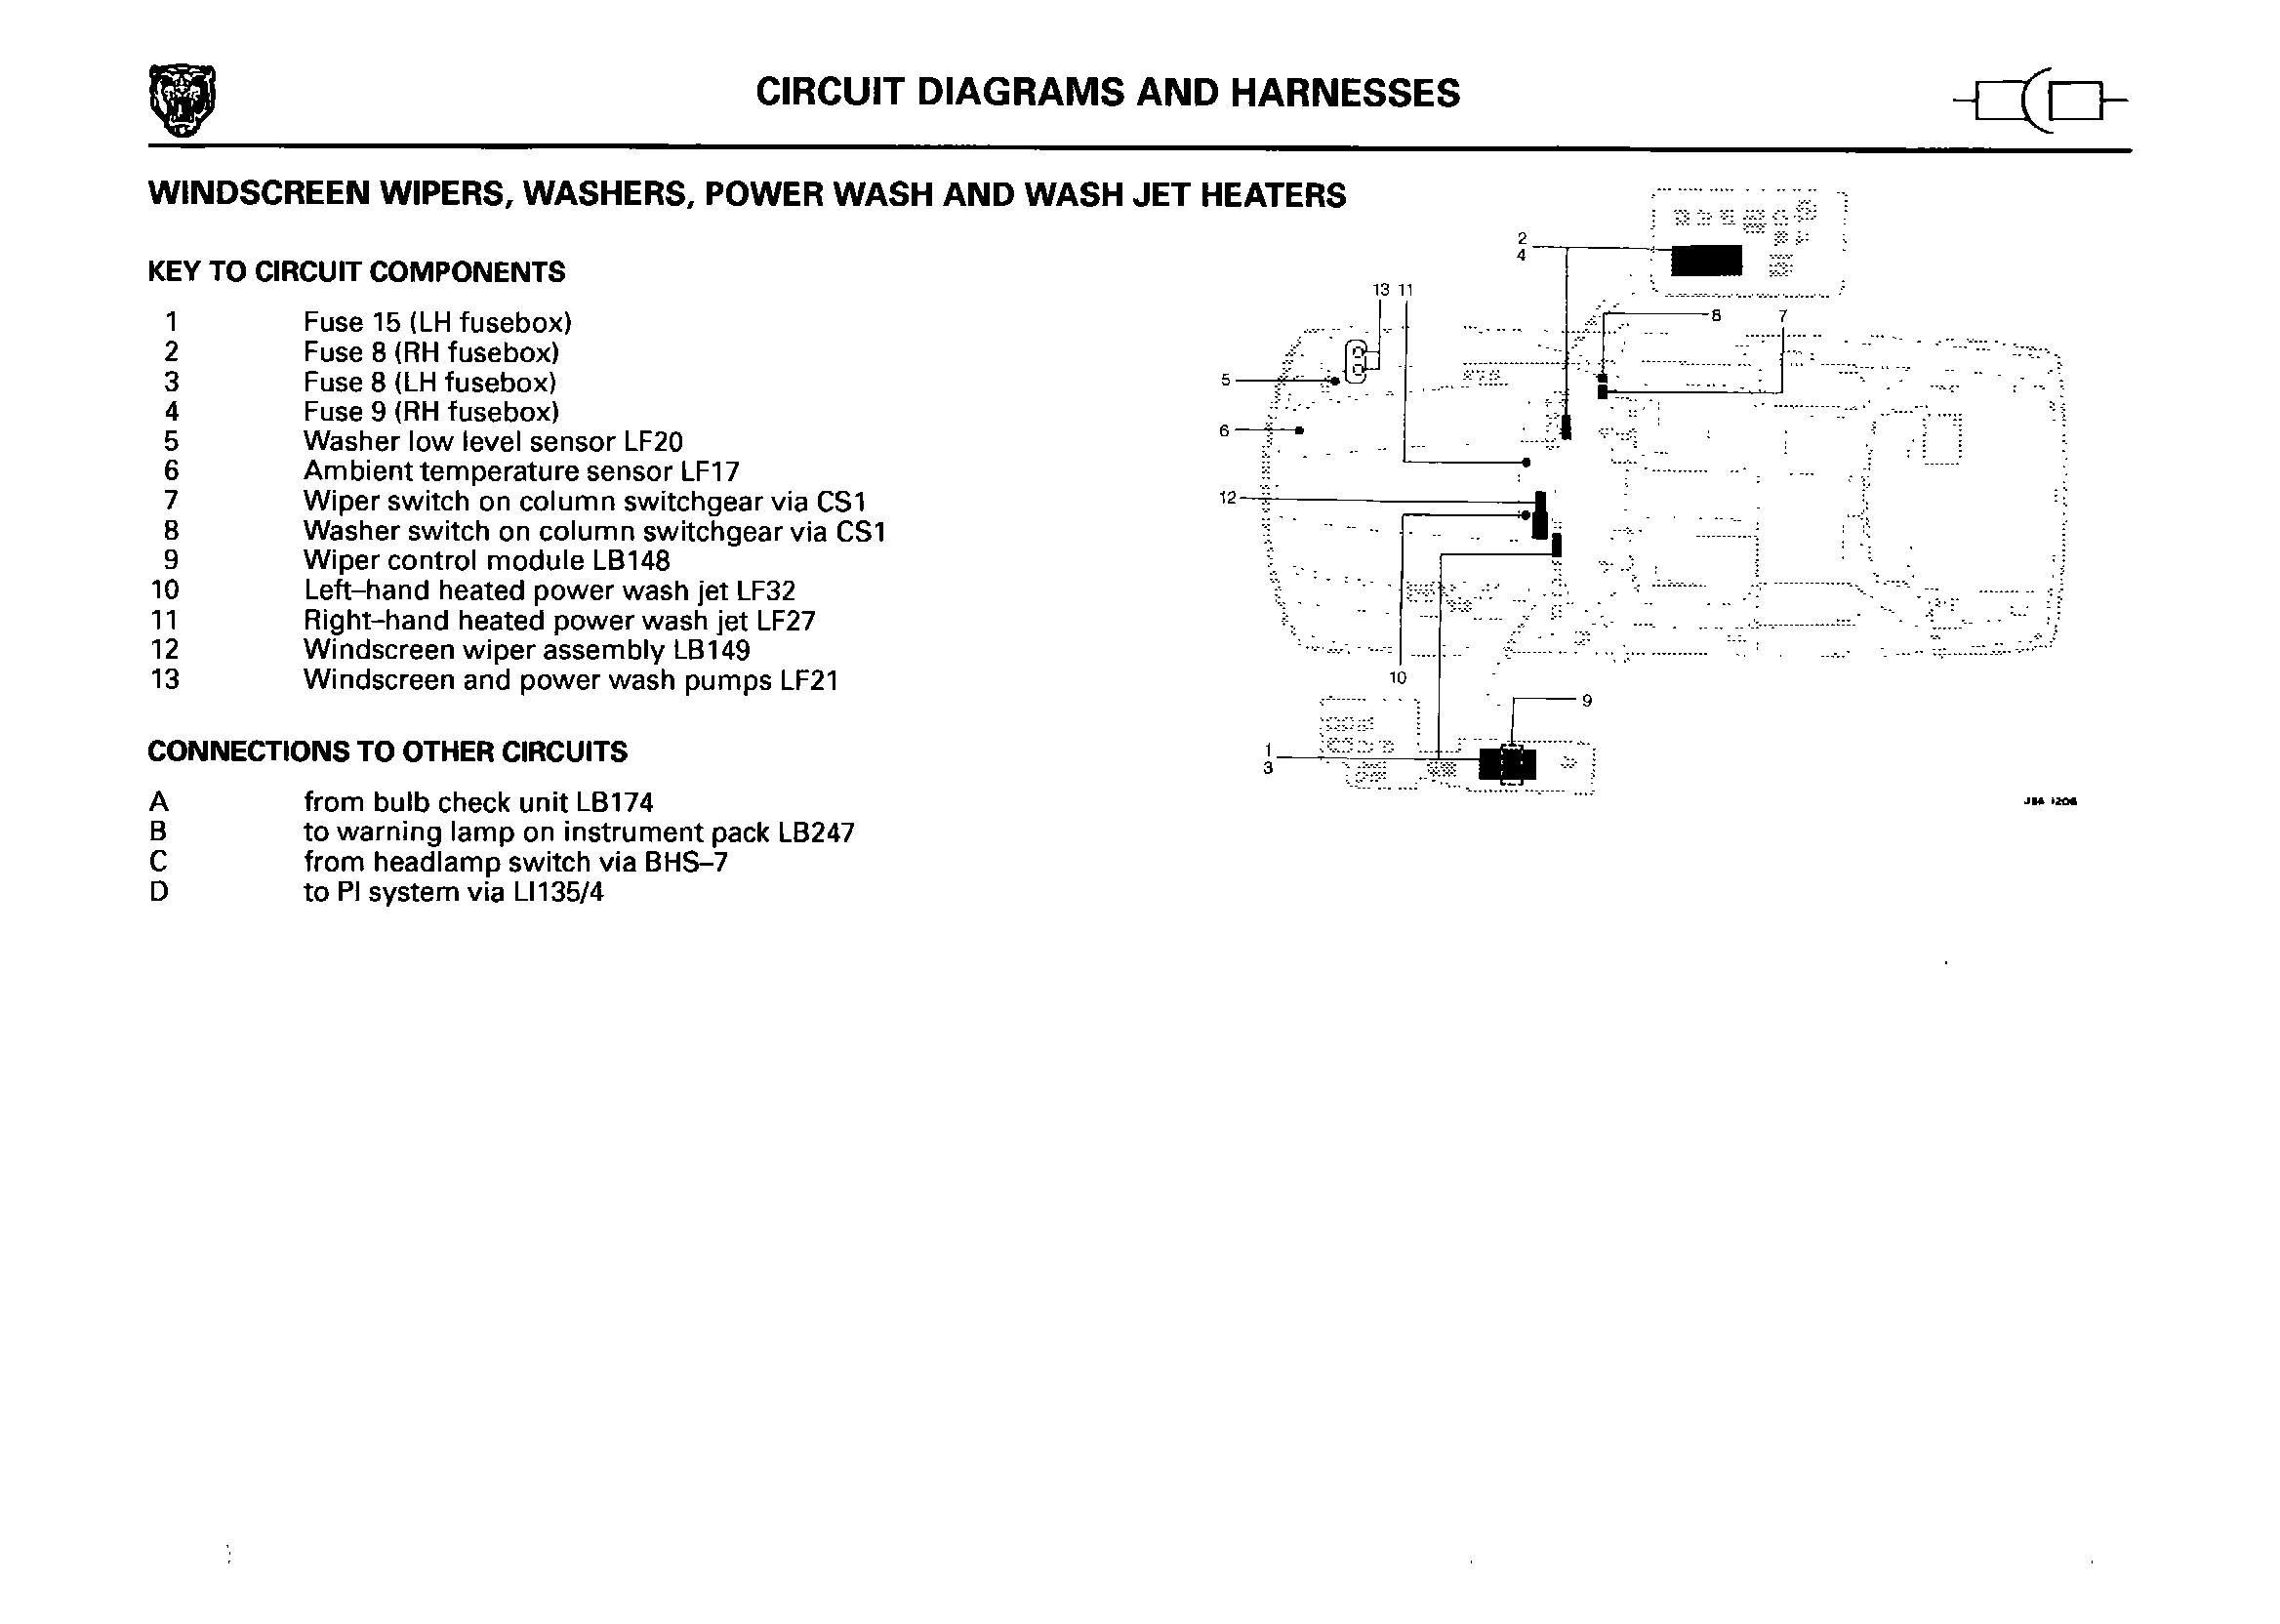 CIRCUIT DIAGRAMS AND HARNESSES
WINDSCREEN WIPERS, WASHERS, POWER WASH AND WASH JET HEATERS
KEY TO CIRCUIT COMPONENTS
1 Fuse 15 (LH fusebox)
2 Fuse 8 (RH fusebox)
3 Fuse 8 (LH fusebox)
4 Fuse 9 (RH fusebox)
5 Washer low level sensor LF20
6 Ambient temperature sensor LF17
7 Wiper switch on column switchgear via CS1
8 Washer switch on column switchgear via CS1
9 Wiper control module LB148
10 Left–hand heated power wash jet LF32
11 Right–hand heated power wash jet LF27
12 Windscreen wiper assembly LB149
13 Windscreen and power wash pumps LF21
CONNECTIONS TO OTHER CIRCUITS
A from bulb check unit LB174
B to warning lamp on instrument pack LB247
C from headlamp switch via BHS–7
D to PI system via LI135/4
2
4
13 11
8
7
5
6
12
10
9
1
3